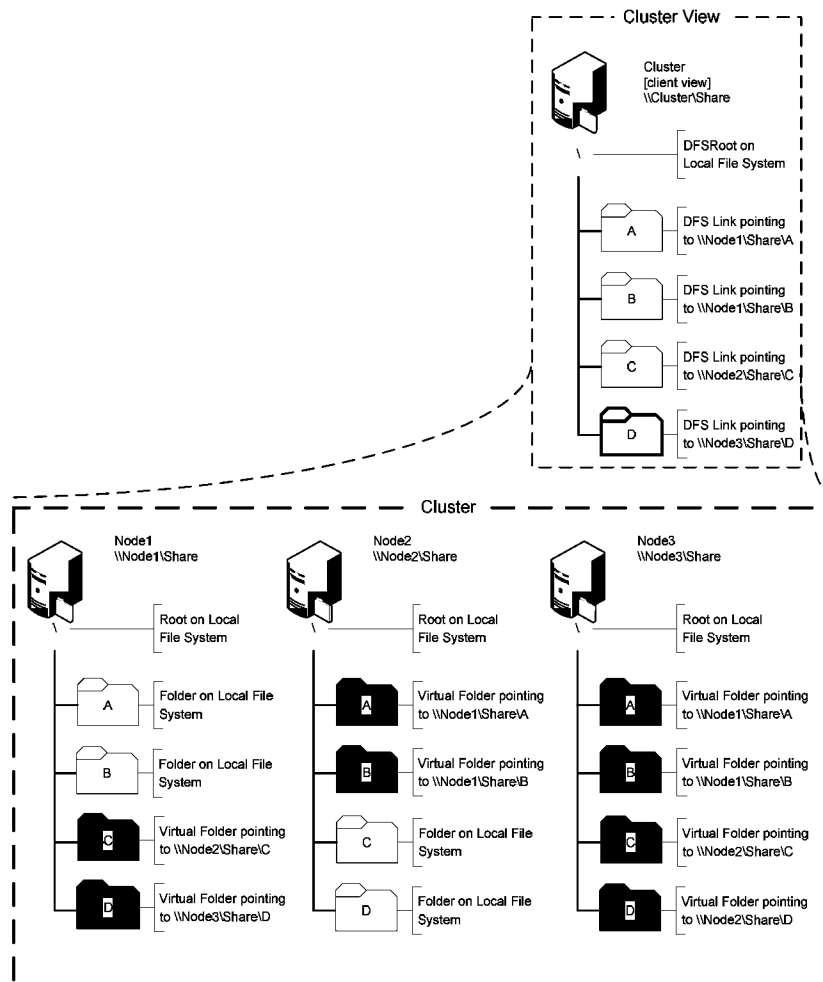 Cluster View
Cluster
[client view]
\\Cluster\Share
\
DFSRoot on
Local File System
A
DFS Link pointing
to \\Node1\Share\A
B
DFS Link pointing
to \\Node1\Share\B
C
DFS Link pointing
to \\Node2\Share\C
D
DFS Link pointing
to \\Node3\Share\D
Cluster
Node1
\\Node1\Share
\
Root on Local
File System
A
Folder on Local File
System
B
Folder on Local File
System
C
Virtual Folder pointing
to \\Node2\Share\C
D
Virtual Folder pointing
to \\Node3\Share\D
Node2
\\Node2\Share
\
Root on Local
File System
A
Virtual Folder pointing
to \\Node1\Share\A
B
Virtual Folder pointing
to \\Node1\Share\B
C
Folder on Local File
System
D
Folder on Local File
System
Node3
\\Node3\Share
\
Root on Local
File System
A
Virtual Folder pointing
to \\Node1\Share\A
B
Virtual Folder pointing
to \\Node1\Share\B
C
Virtual Folder pointing
to \\Node2\Share\C
D
Virtual Folder pointing
to \\Node2\Share\D